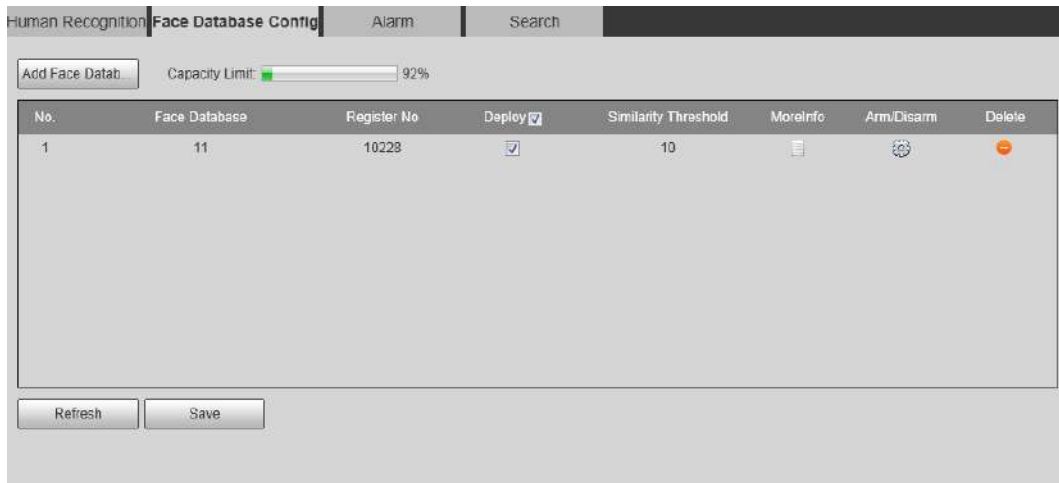 Human Recognition Face Database Config Alarm Search
Add Face Datab... Capacity Limit: 92%
No. Face Database Register No Deploy Similarity Threshold MoreInfo Arm/Disarm Delete
1 11 10228 10
Refresh Save